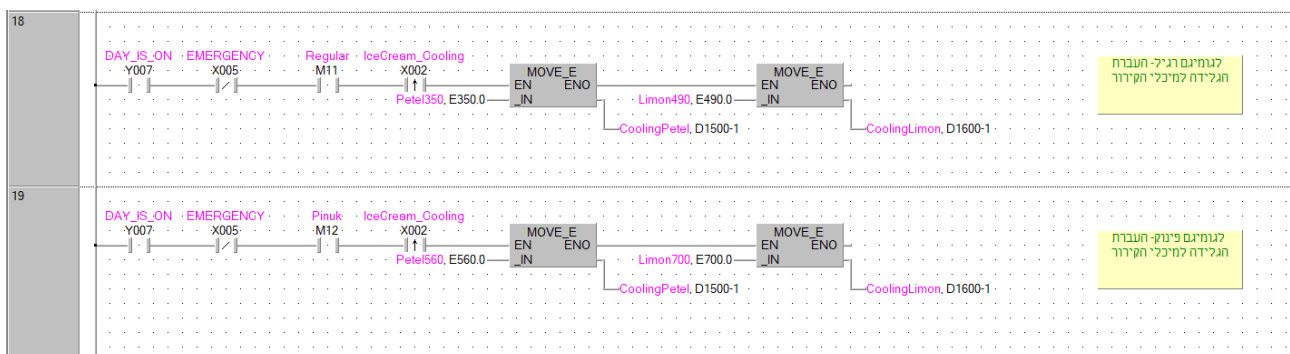 18
DAY_IS_ON EMERGENCY Regular IceCream_Cooling
Y007 X005 M11 X002
MOVE_E MOVE_E
EN ENO EN ENO
Petel350, E350.0 _IN Limon490, E490.0 _IN
CoolingPetel, D1500-1 CoolingLimon, D1600-1
לגומיגם רגיל- העברת
הגלידה למיכלי הקירור
19
DAY_IS_ON EMERGENCY Pinuk IceCream_Cooling
Y007 X005 M12 X002
MOVE_E MOVE_E
EN ENO EN ENO
Petel560, E560.0 _IN Limon700, E700.0 _IN
CoolingPetel, D1500-1 CoolingLimon, D1600-1
לגומיגם פינוק- העברת
הגלידה למיכלי הקירור